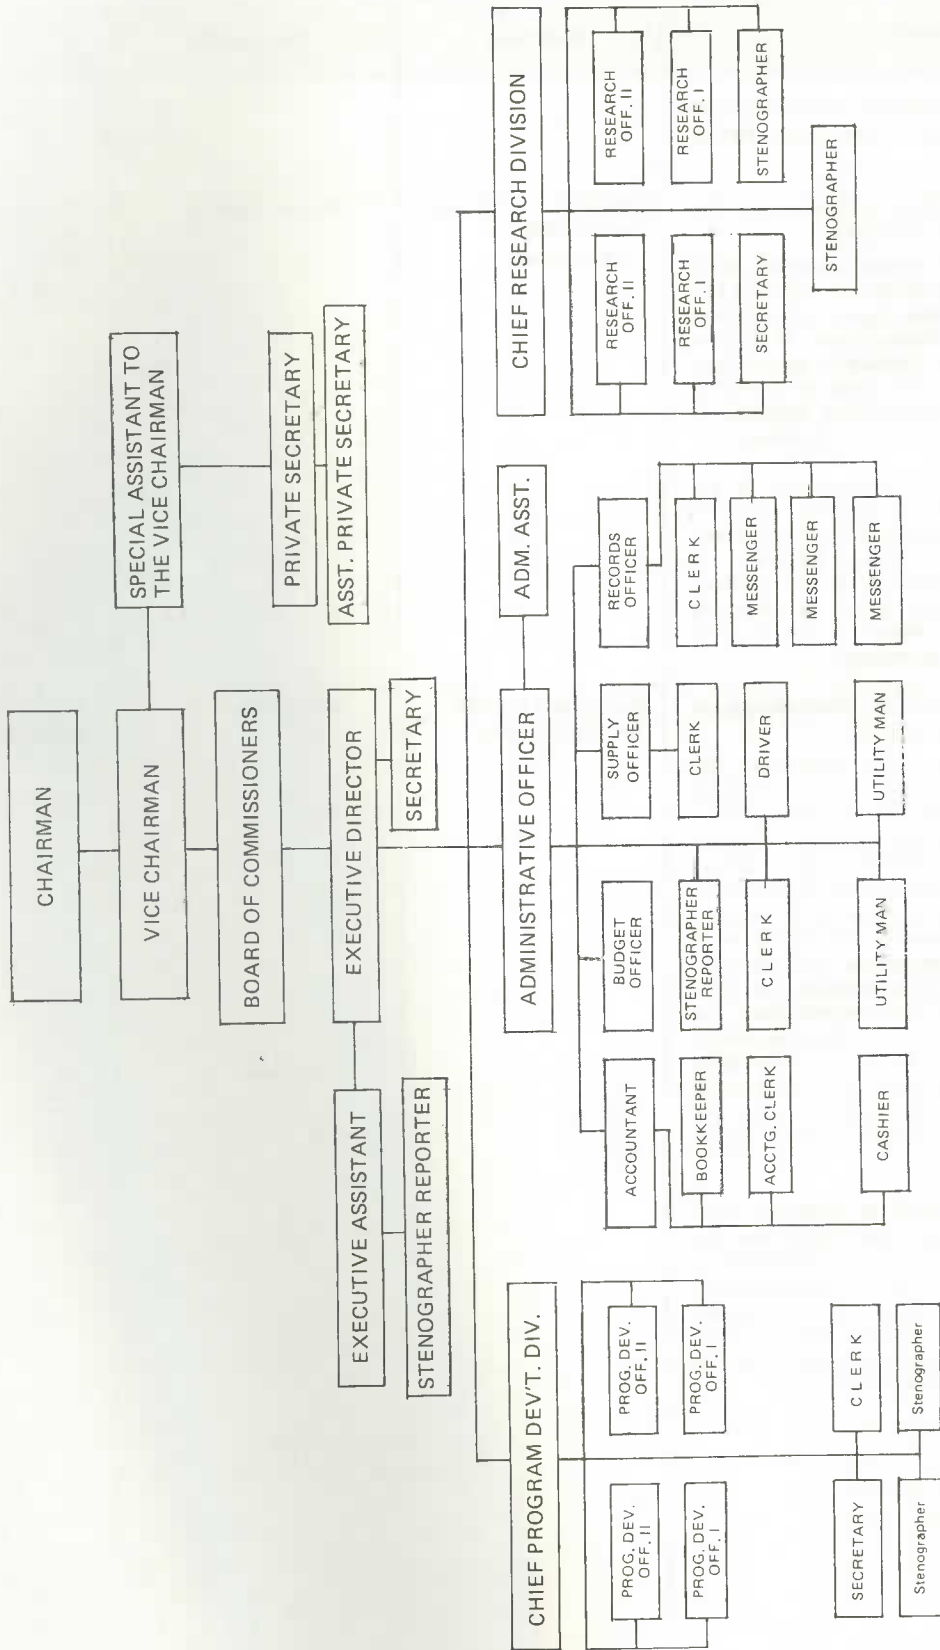 CHAIRMAN
VICE CHAIRMAN
SPECIAL ASSISTANT TO
THE VICE CHAIRMAN
PRIVATE SECRETARY
ASST. PRIVATE SECRETARY
BOARD OF COMMISSIONERS
EXECUTIVE DIRECTOR
SECRETARY
EXECUTIVE ASSISTANT
STENOGRAPHER REPORTER
CHIEF PROGRAM DEV'T. DIV.
PROG. DEV.
OFF. II
PROG. DEV.
OFF. II
PROG. DEV.
OFF. I
PROG. DEV.
OFF. I
SECRETARY
CLERK
Stenographer
Stenographer
ADMINISTRATIVE OFFICER
ADM. ASST.
ACCOUNTANT
BUDGET
OFFICER
SUPPLY
OFFICER
RECORDS
OFFICER
BOOKKEEPER
STENOGRAPHER
REPORTER
CLERK
CLERK
ACCTG. CLERK
CLERK
DRIVER
MESSENGER
MESSENGER
CASHIER
UTILITY MAN
UTILITY MAN
MESSENGER
CHIEF RESEARCH DIVISION
RESEARCH
OFF. II
RESEARCH
OFF. II
RESEARCH
OFF. I
RESEARCH
OFF. I
SECRETARY
STENOGRAPHER
STENOGRAPHER